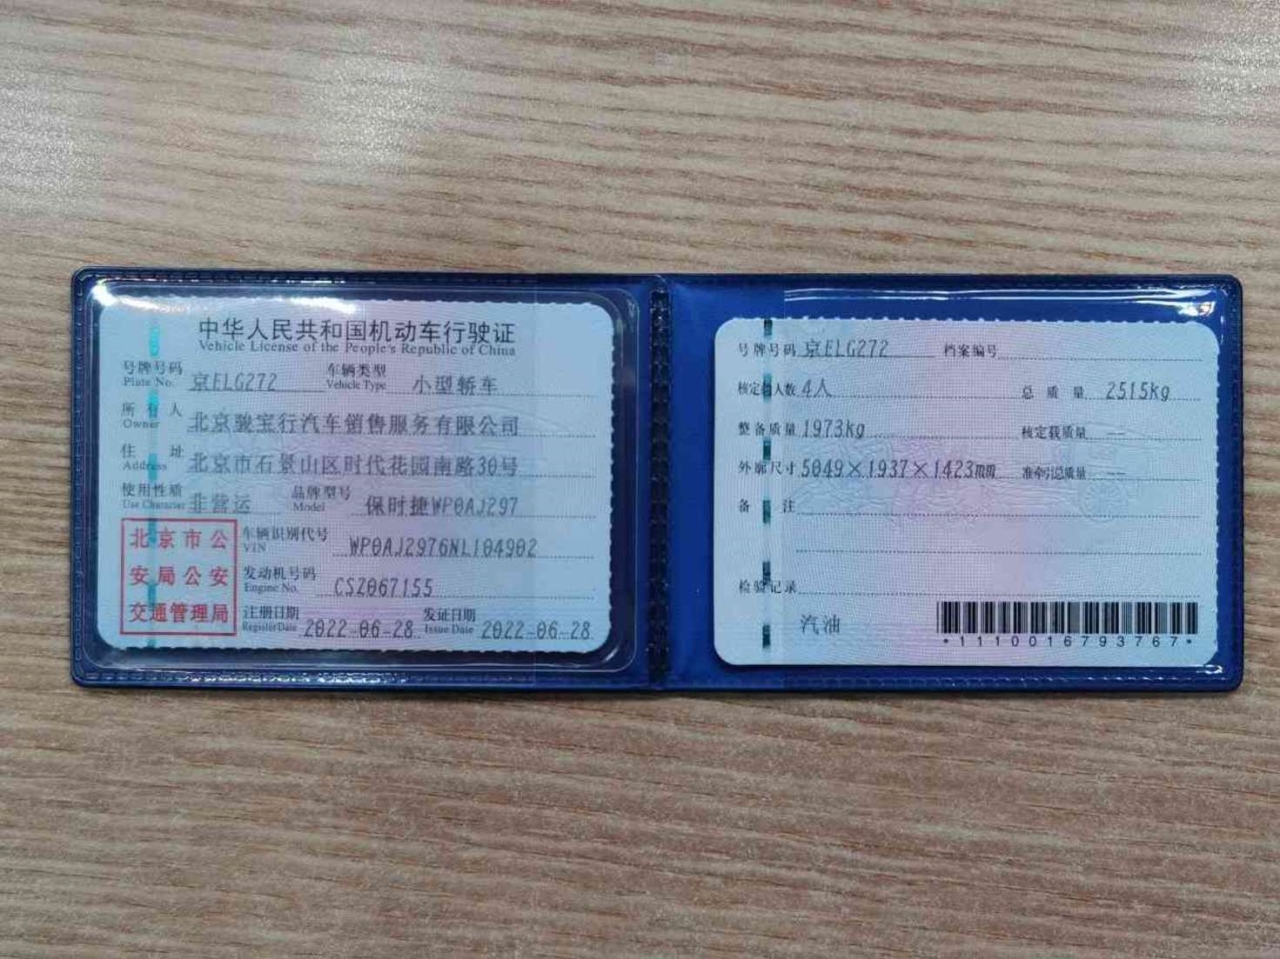 中华人民共和国机动车行驶证
Vehicle License of the People's Republic of China
号牌号码 京ELG272 车辆类型 小型轿车
Plate No. Vehicle Type
所有人 北京骏宝行汽车销售服务有限公司
Owner
住址 北京市石景山区时代花园南路30号
Address
使用性质 非营运 品牌型号 保时捷WP0AJ297
Use Character Model
北京市公
安局公安
交通管理局
车辆识别代号 WP0AJ2976NL104902
VIN
发动机号码 CSZ067155
Engine No.
注册日期 2022-06-28 发证日期 2022-06-28
Register Date Issue Date
号牌号码 京ELG272 档案编号
核定载人数 4人 总质量 2515kg
整备质量 1973kg 核定载质量 --
外廓尺寸 5049×1937×1423mm 准牵引总质量 --
备注
检验记录
汽油
*1110016793767*